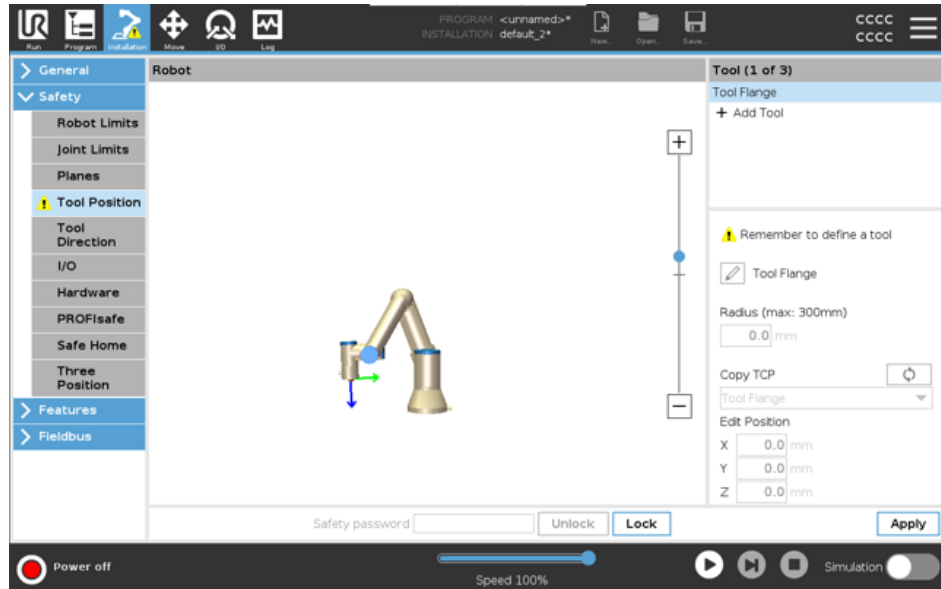 PROGRAM <unnamed>*
INSTALLATION default_2*
CCCC
CCCC
UR
Run
Program
Installation
Move
I/O
Log
New...
Open...
Save...
General
Safety
Robot Limits
Joint Limits
Planes
Tool Position
Tool
Direction
I/O
Hardware
PROFIsafe
Safe Home
Three
Position
Features
Fieldbus
Robot
Tool (1 of 3)
Tool Flange
+ Add Tool
Remember to define a tool
Tool Flange
Radius (max: 300mm)
0.0 mm
Copy TCP
Tool Flange
Edit Position
X 0.0 mm
Y 0.0 mm
Z 0.0 mm
Safety password
Unlock
Lock
Apply
Power off
Speed 100%
Simulation